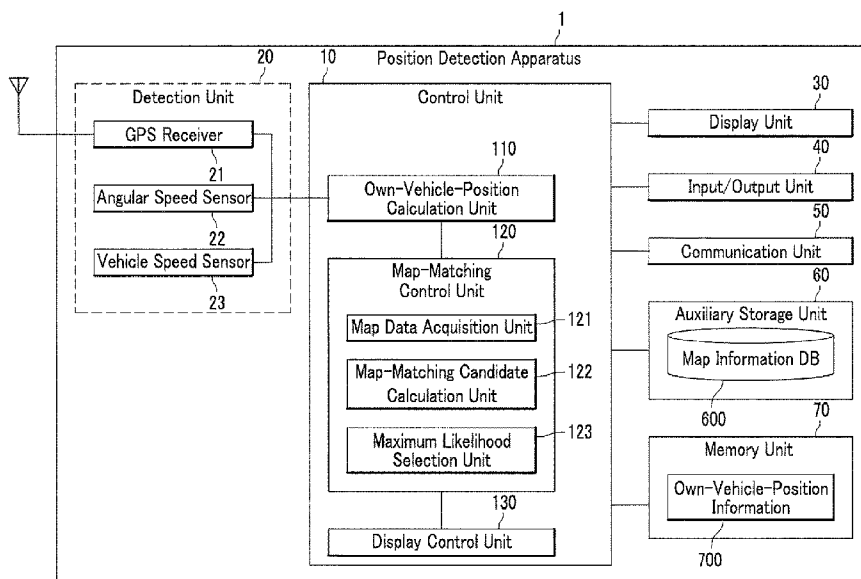 1
Position Detection Apparatus
20
Detection Unit
GPS Receiver
21
Angular Speed Sensor
22
Vehicle Speed Sensor
23
10
Control Unit
110
Own-Vehicle-Position
Calculation Unit
120
Map-Matching
Control Unit
Map Data Acquisition Unit
121
Map-Matching Candidate
Calculation Unit
122
Maximum Likelihood
Selection Unit
123
130
Display Control Unit
30
Display Unit
40
Input/Output Unit
50
Communication Unit
60
Auxiliary Storage Unit
Map Information DB
600
70
Memory Unit
Own-Vehicle-Position
Information
700